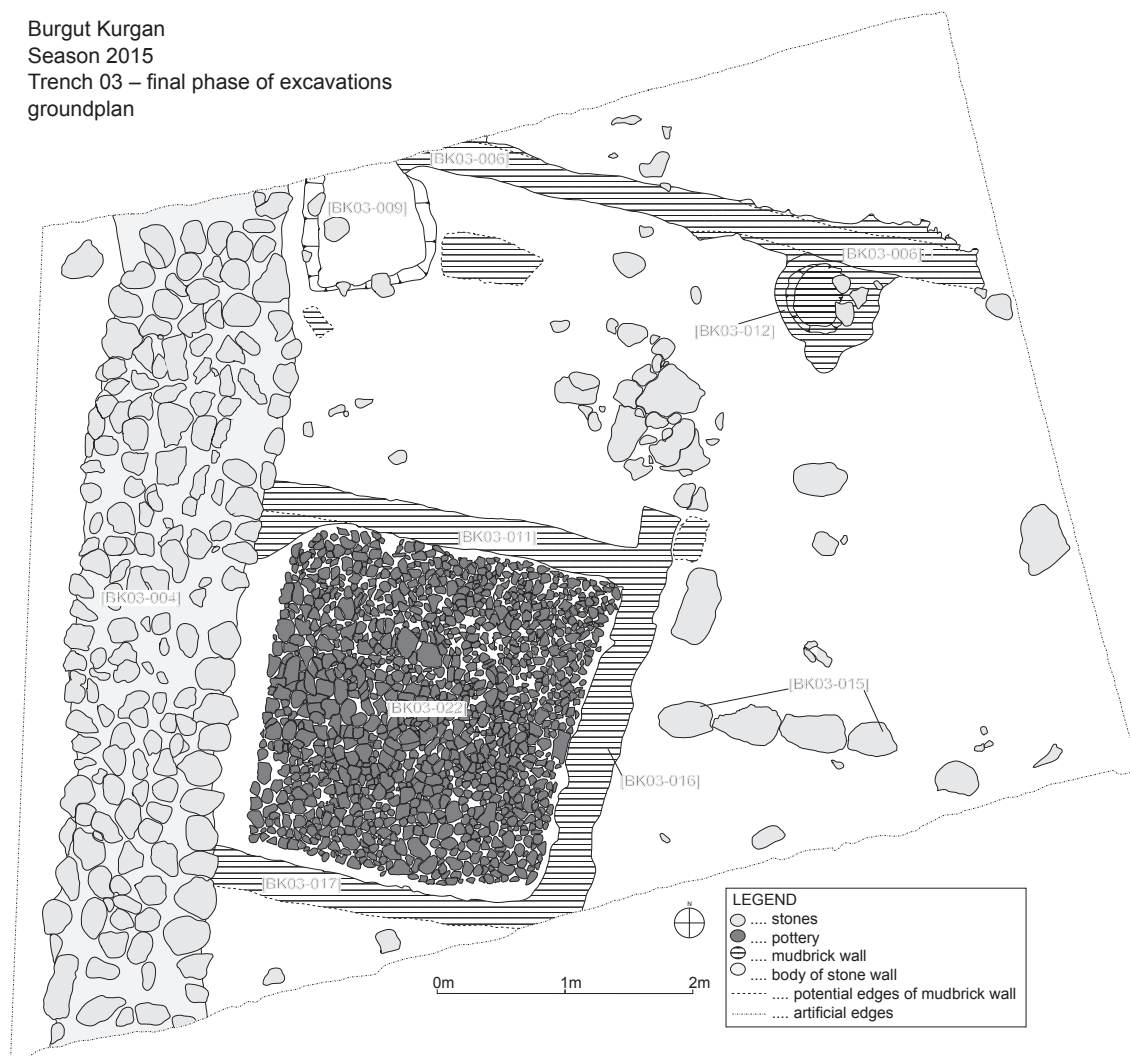 Burgut Kurgan
Season 2015
Trench 03 – final phase of excavations
groundplan
[BK03-006]
[BK03-009]
[BK03-006]
[BK03-012]
[BK03-011]
[BK03-004]
[BK03-015]
[BK03-022]
[BK03-016]
[BK03-017]
N
LEGEND
.... stones
.... pottery
.... mudbrick wall
.... body of stone wall
.... potential edges of mudbrick wall
.... artificial edges
0m 1m 2m